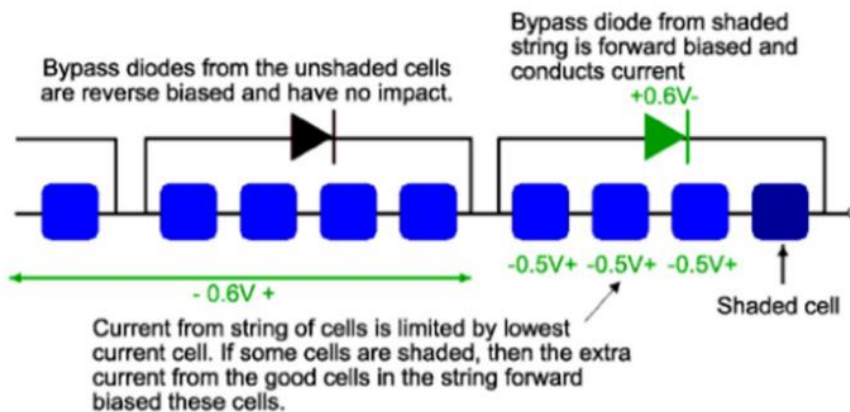 Bypass diodes from the unshaded cells
are reverse biased and have no impact.
Bypass diode from shaded
string is forward biased and
conducts current
+0.6V-
-0.5V+ -0.5V+ -0.5V+
- 0.6V +
Shaded cell
Current from string of cells is limited by lowest
current cell. If some cells are shaded, then the extra
current from the good cells in the string forward
biased these cells.